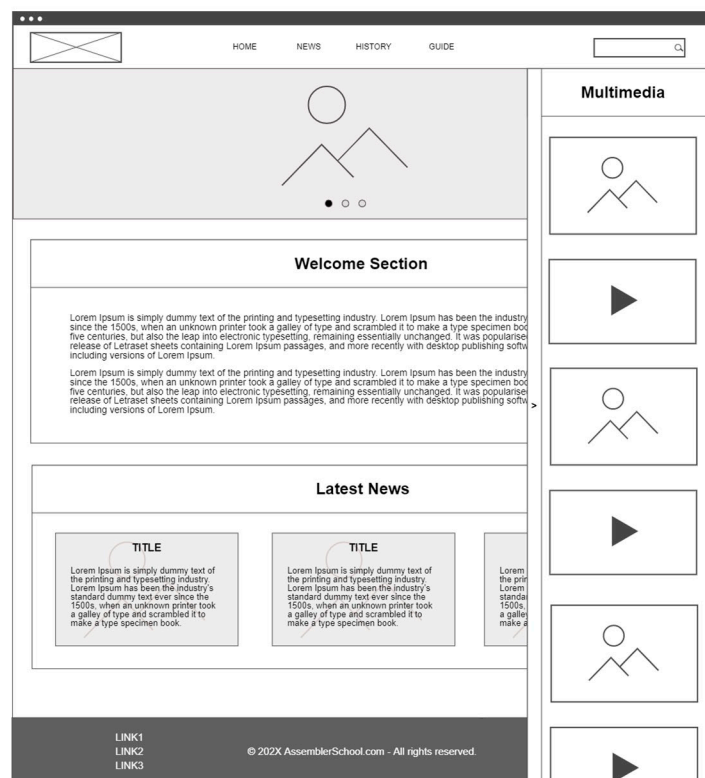 HOME NEWS HISTORY GUIDE
Multimedia
Welcome Section
Lorem Ipsum is simply dummy text of the printing and typesetting industry. Lorem Ipsum has been the industry
since the 1500s, when an unknown printer took a galley of type and scrambled it to make a type specimen boo
five centuries, but also the leap into electronic typesetting, remaining essentially unchanged. It was popularise
release of Letraset sheets containing Lorem Ipsum passages, and more recently with desktop publishing softw
including versions of Lorem Ipsum.
Lorem Ipsum is simply dummy text of the printing and typesetting industry. Lorem Ipsum has been the industry
since the 1500s, when an unknown printer took a galley of type and scrambled it to make a type specimen boo
five centuries, but also the leap into electronic typesetting, remaining essentially unchanged. It was popularise
release of Letraset sheets containing Lorem Ipsum passages, and more recently with desktop publishing softw
including versions of Lorem Ipsum.
>
Latest News
TITLE
Lorem Ipsum is simply dummy text of
the printing and typesetting industry.
Lorem Ipsum has been the industry's
standard dummy text ever since the
1500s, when an unknown printer took
a galley of type and scrambled it to
make a type specimen book.
TITLE
Lorem Ipsum is simply dummy text of
the printing and typesetting industry.
Lorem Ipsum has been the industry's
standard dummy text ever since the
1500s, when an unknown printer took
a galley of type and scrambled it to
make a type specimen book.
Lorem
the prin
Lorem
standa
1500s,
a galley
make a
LINK1
LINK2
LINK3
© 202X AssemblerSchool.com - All rights reserved.